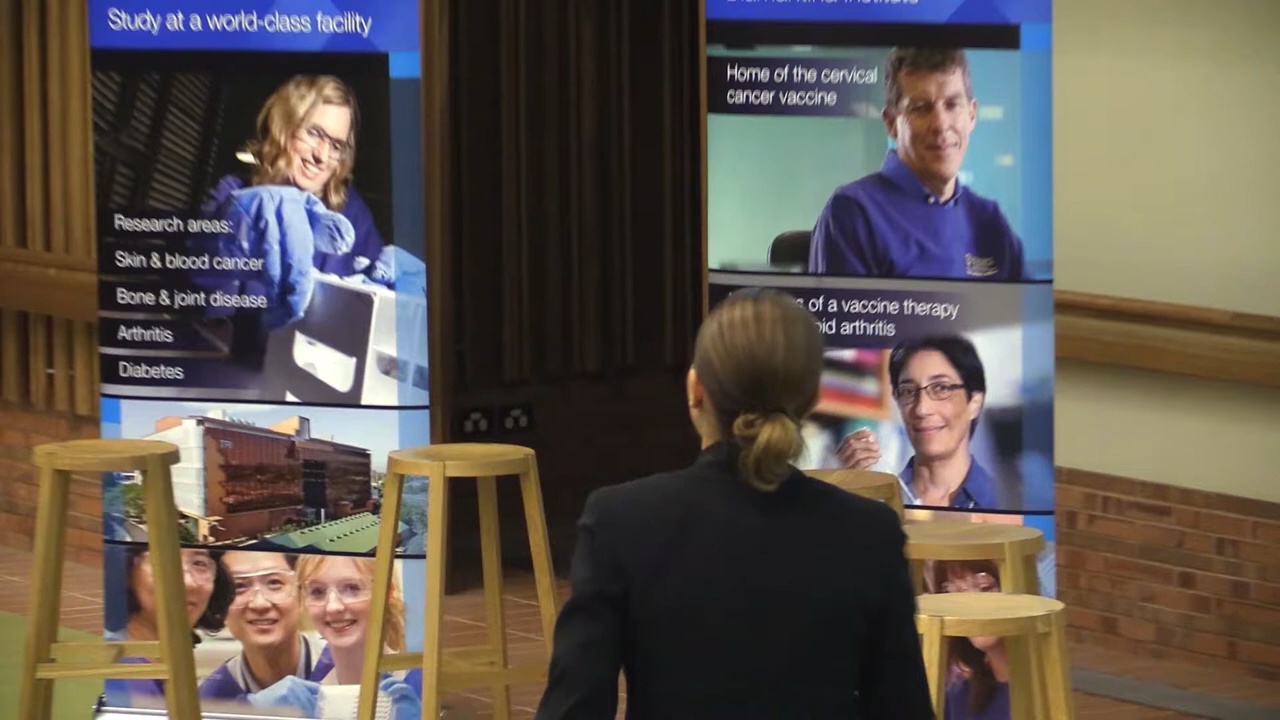 Study at a world-class facility
Research areas:
Skin & blood cancer
Bone & joint disease
Arthritis
Diabetes
Home of the cervical
cancer vaccine
of a vaccine therapy
arthritis